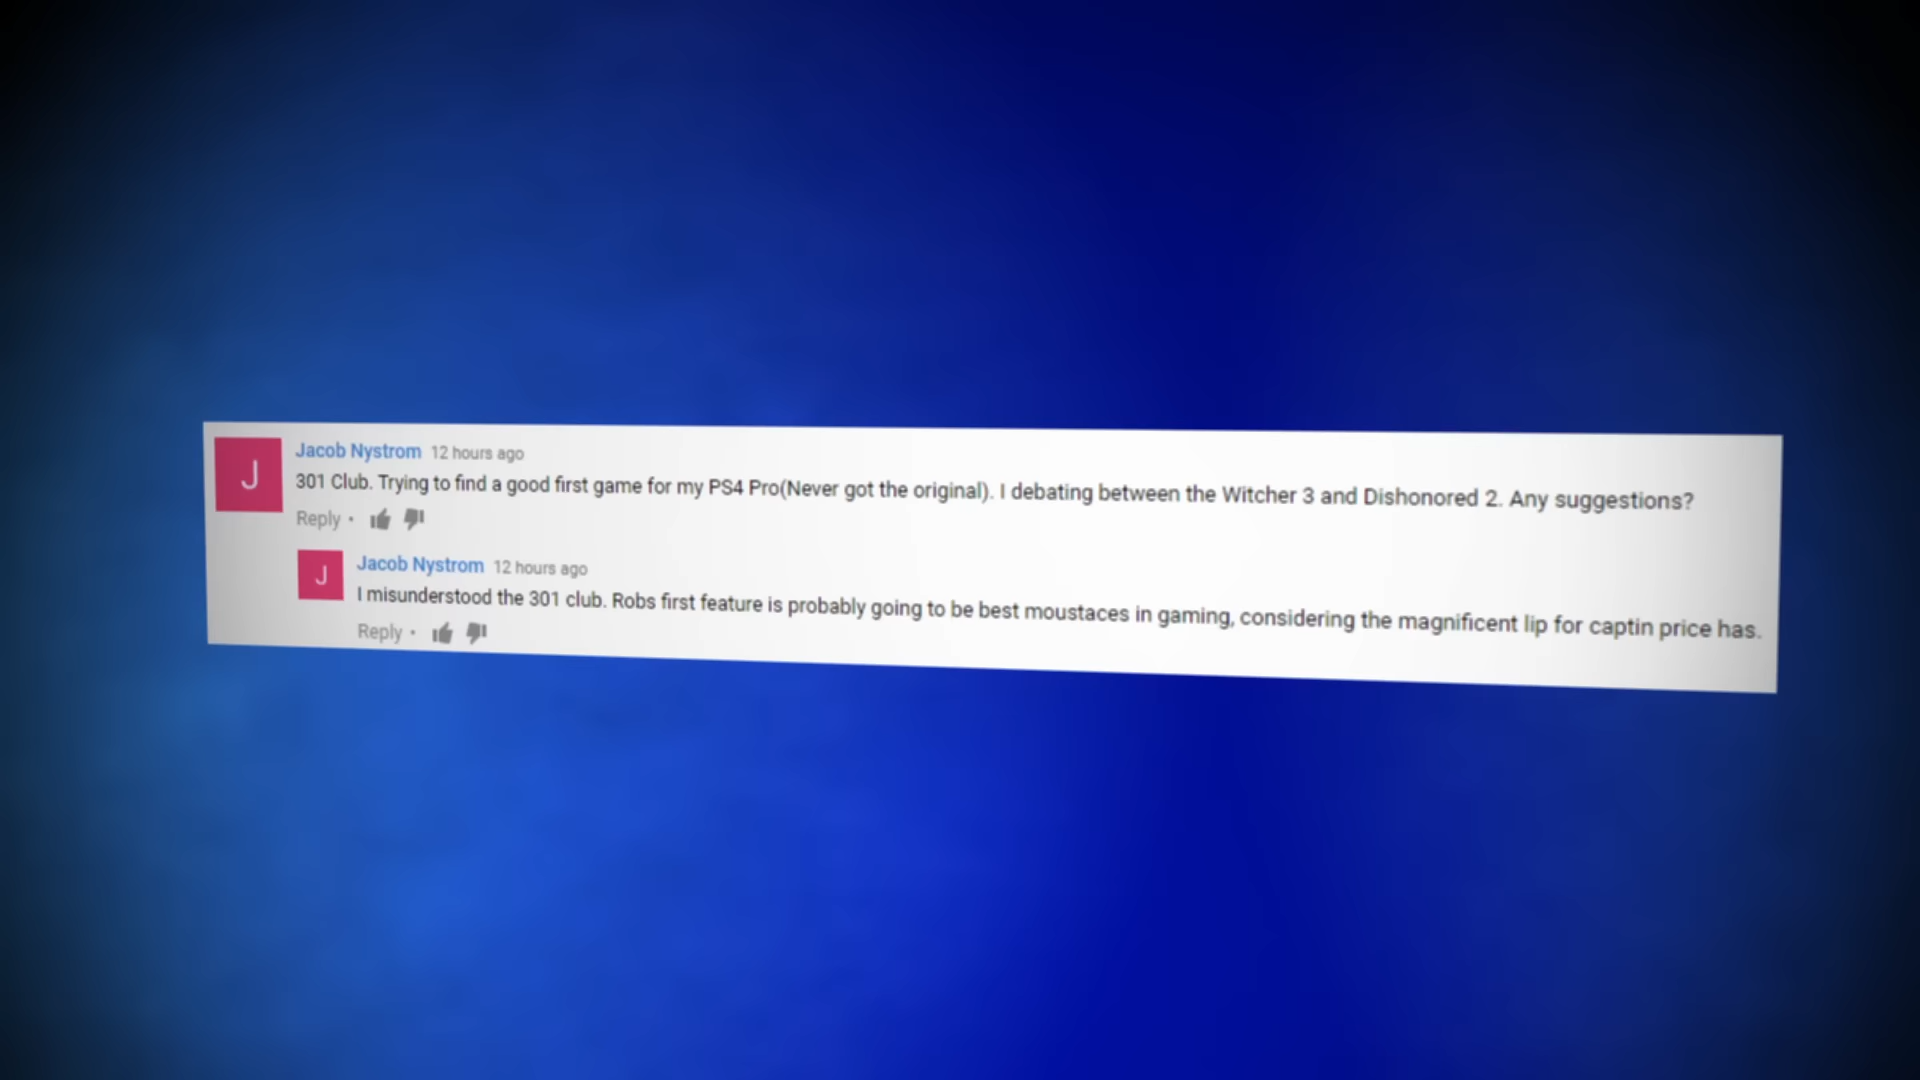 J
Jacob Nystrom 12 hours ago
301 Club. Trying to find a good first game for my PS4 Pro(Never got the original). I debating between the Witcher 3 and Dishonored 2. Any suggestions?
Reply •
J
Jacob Nystrom 12 hours ago
I misunderstood the 301 club. Robs first feature is probably going to be best moustaces in gaming, considering the magnificent lip for captin price has.
Reply •